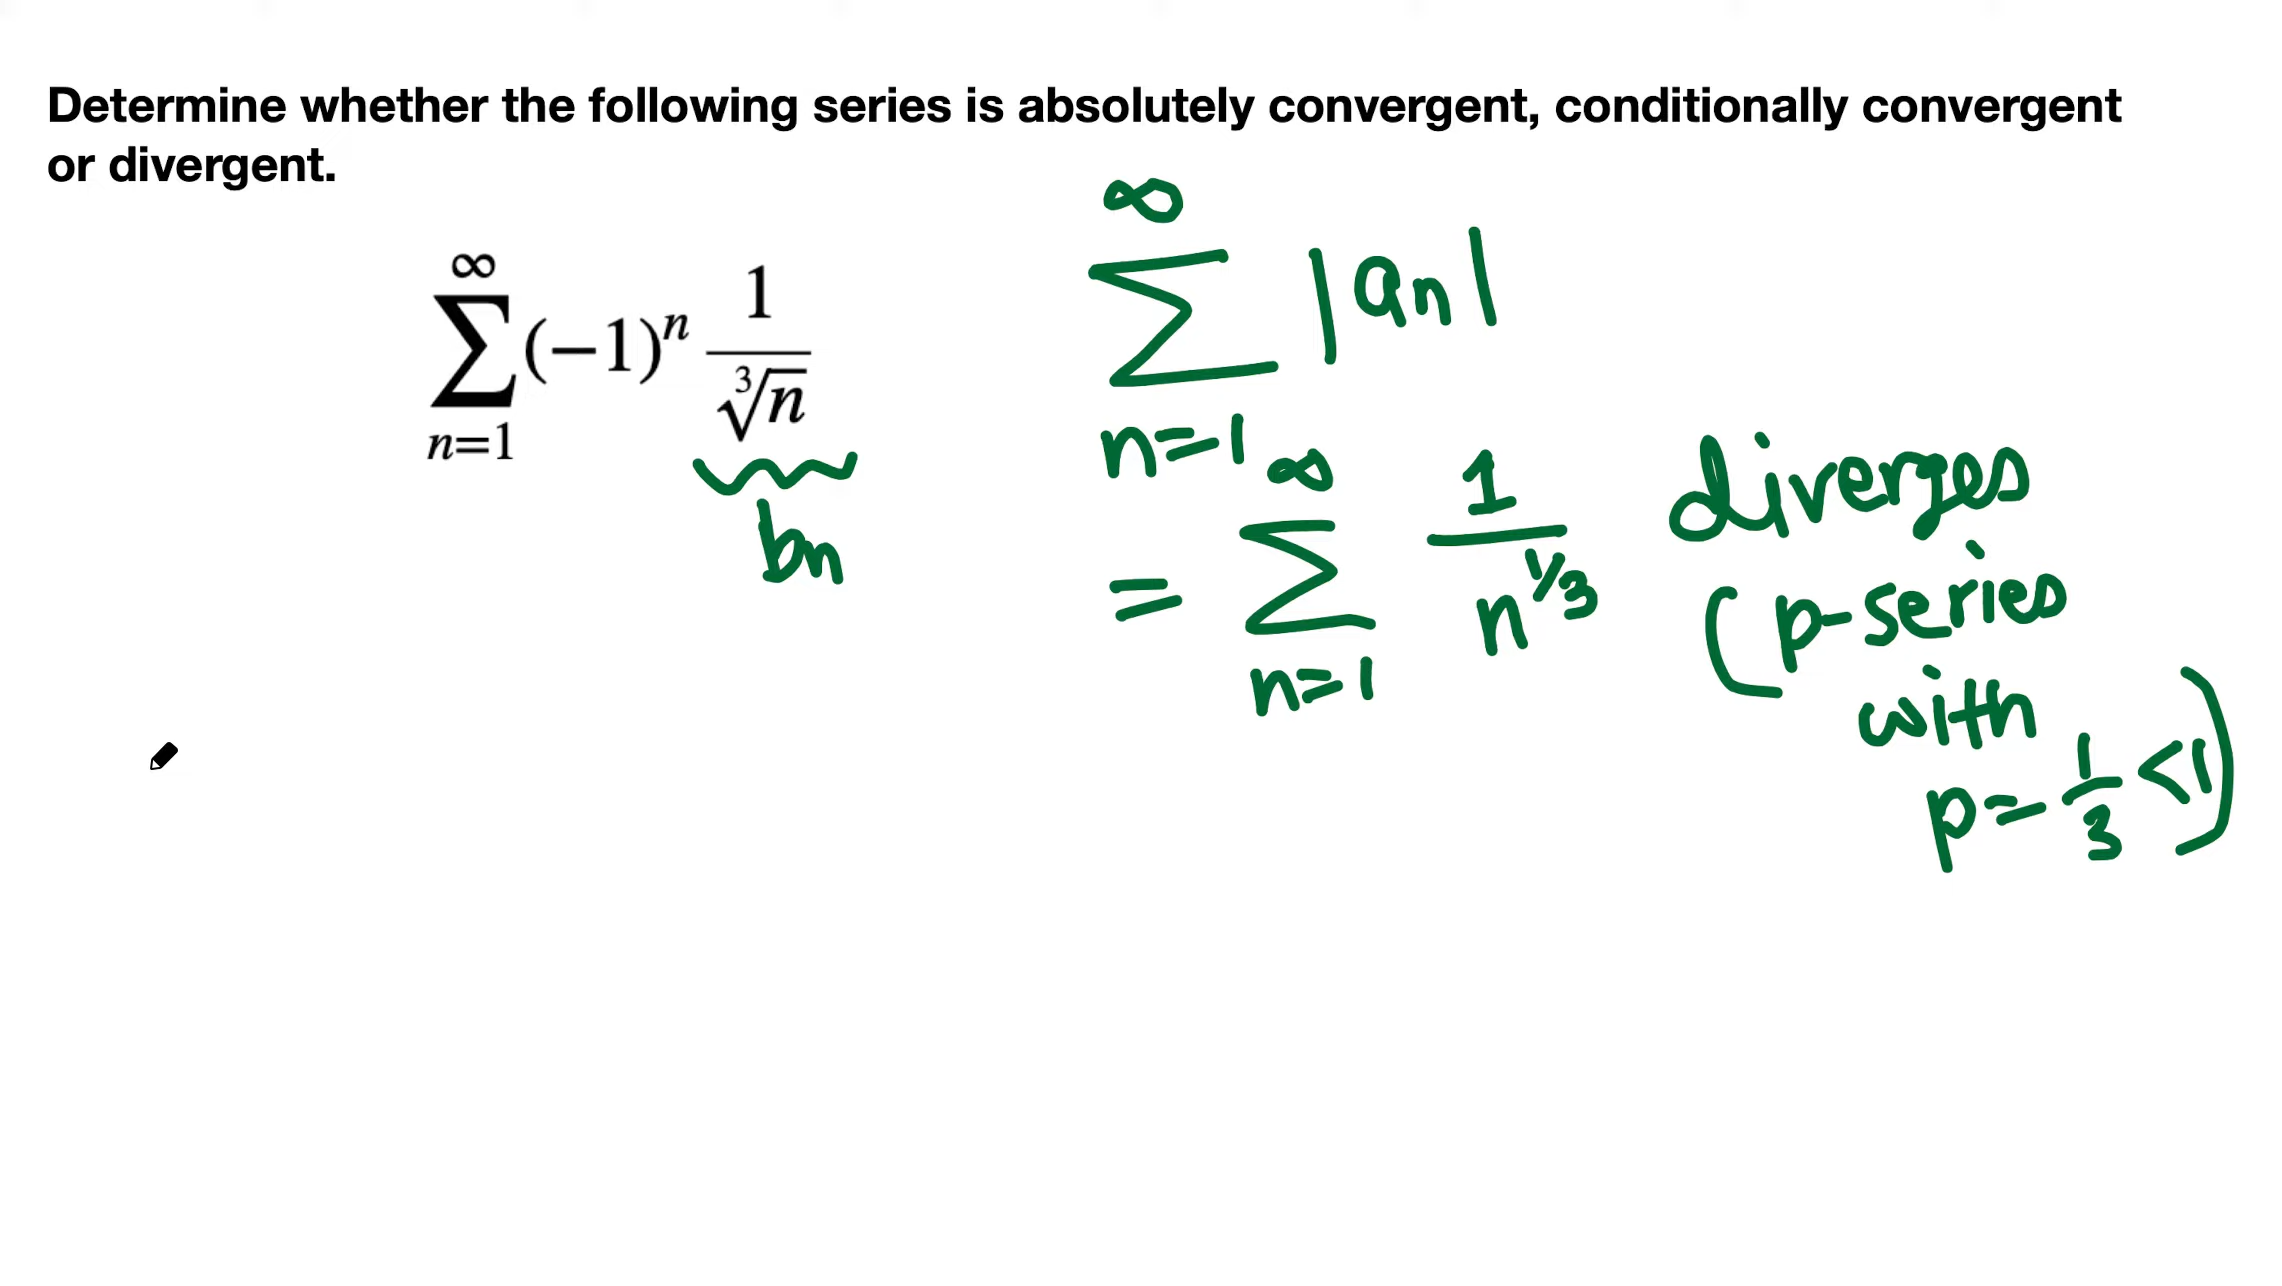 Determine whether the following series is absolutely convergent, conditionally convergent
or divergent.
∞
∑ (−1)ⁿ 1/∛n
n=1
bn
∞
∑ |an|
n=1
∞
= ∑ 1/n^1/3
n=1
diverges
(p-series
with
p = 1/3 < 1)